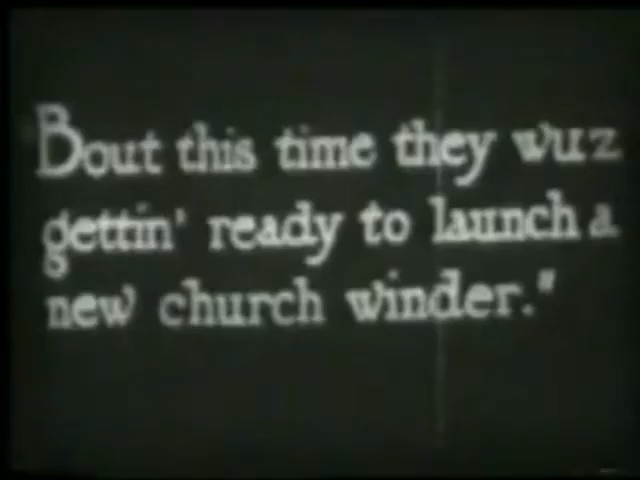 Bout this time they wuz
gettin' ready to launch a
new church winder."